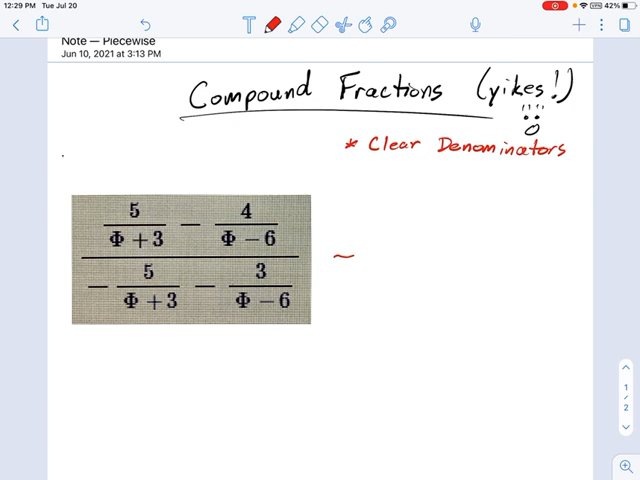 12:29 PM Tue Jul 20
VPN 42%
T
Note — Piecewise
Jun 10, 2021 at 3:13 PM
Compound Fractions (yikes!)
* Clear Denominators
5/(Φ + 3) − 4/(Φ − 6)
− 5/(Φ + 3) − 3/(Φ − 6)
~
1
/
2